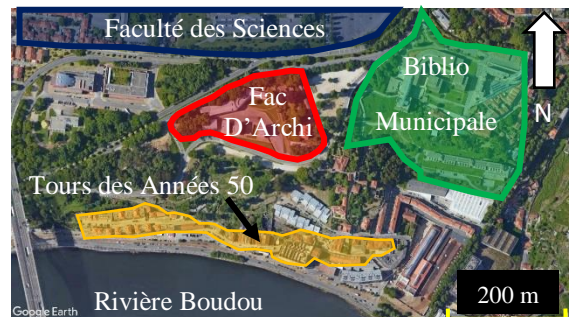 Faculté des Sciences
Biblio
Municipale
Fac
D'Archi
N
Tours des Années 50
Rivière Boudou
200 m
Google Earth